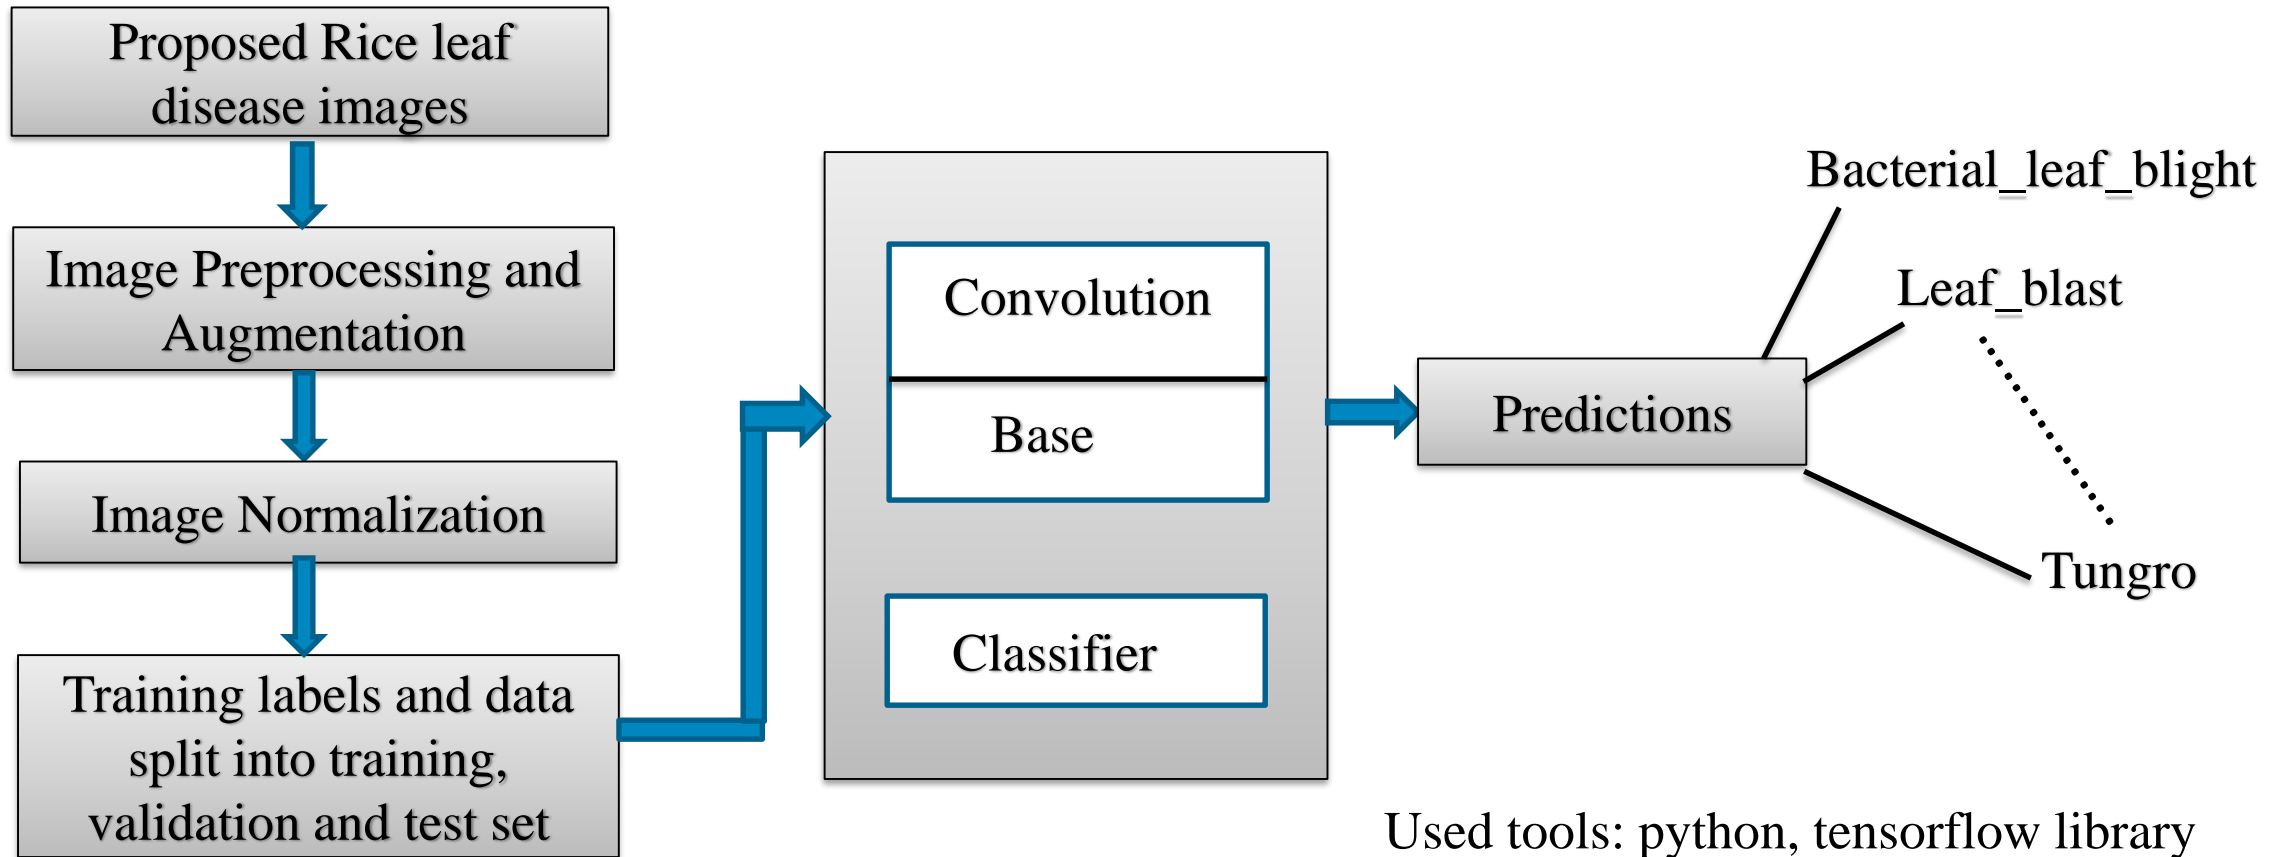 Proposed Rice leaf
disease images
Image Preprocessing and
Augmentation
Image Normalization
Training labels and data
split into training,
validation and test set
Convolution
Base
Classifier
Predictions
Bacterial_leaf_blight
Leaf_blast
Tungro
Used tools: python, tensorflow library